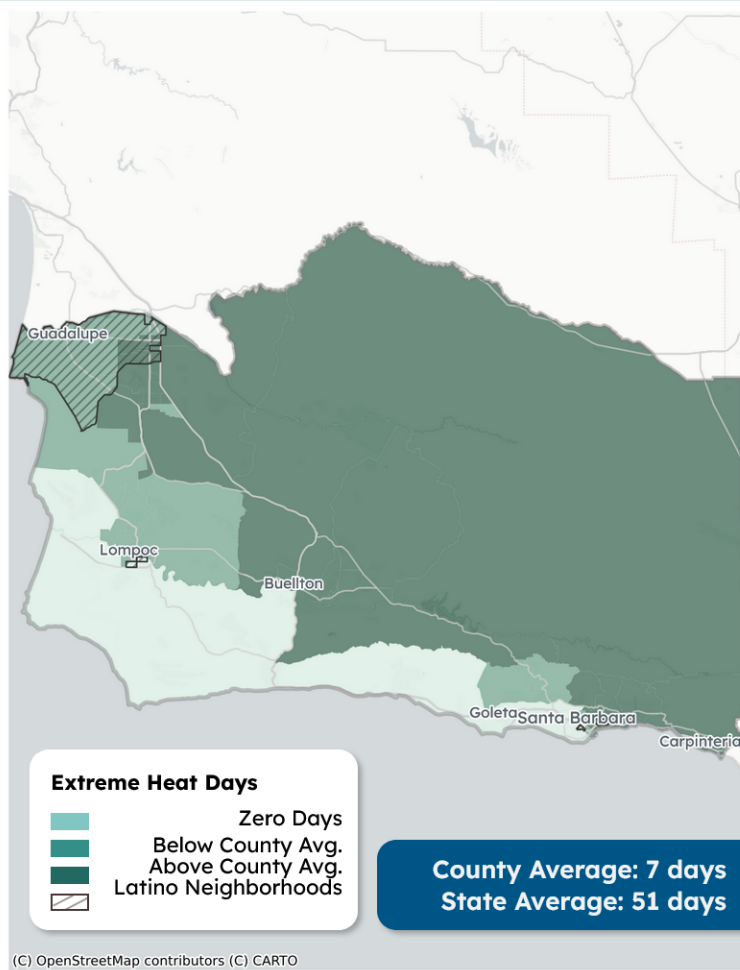 Guadalupe
Lompoc
Buellton
Goleta
Santa Barbara
Carpinteria
Extreme Heat Days
Zero Days
Below County Avg.
Above County Avg.
Latino Neighborhoods
County Average: 7 days
State Average: 51 days
(C) OpenStreetMap contributors (C) CARTO